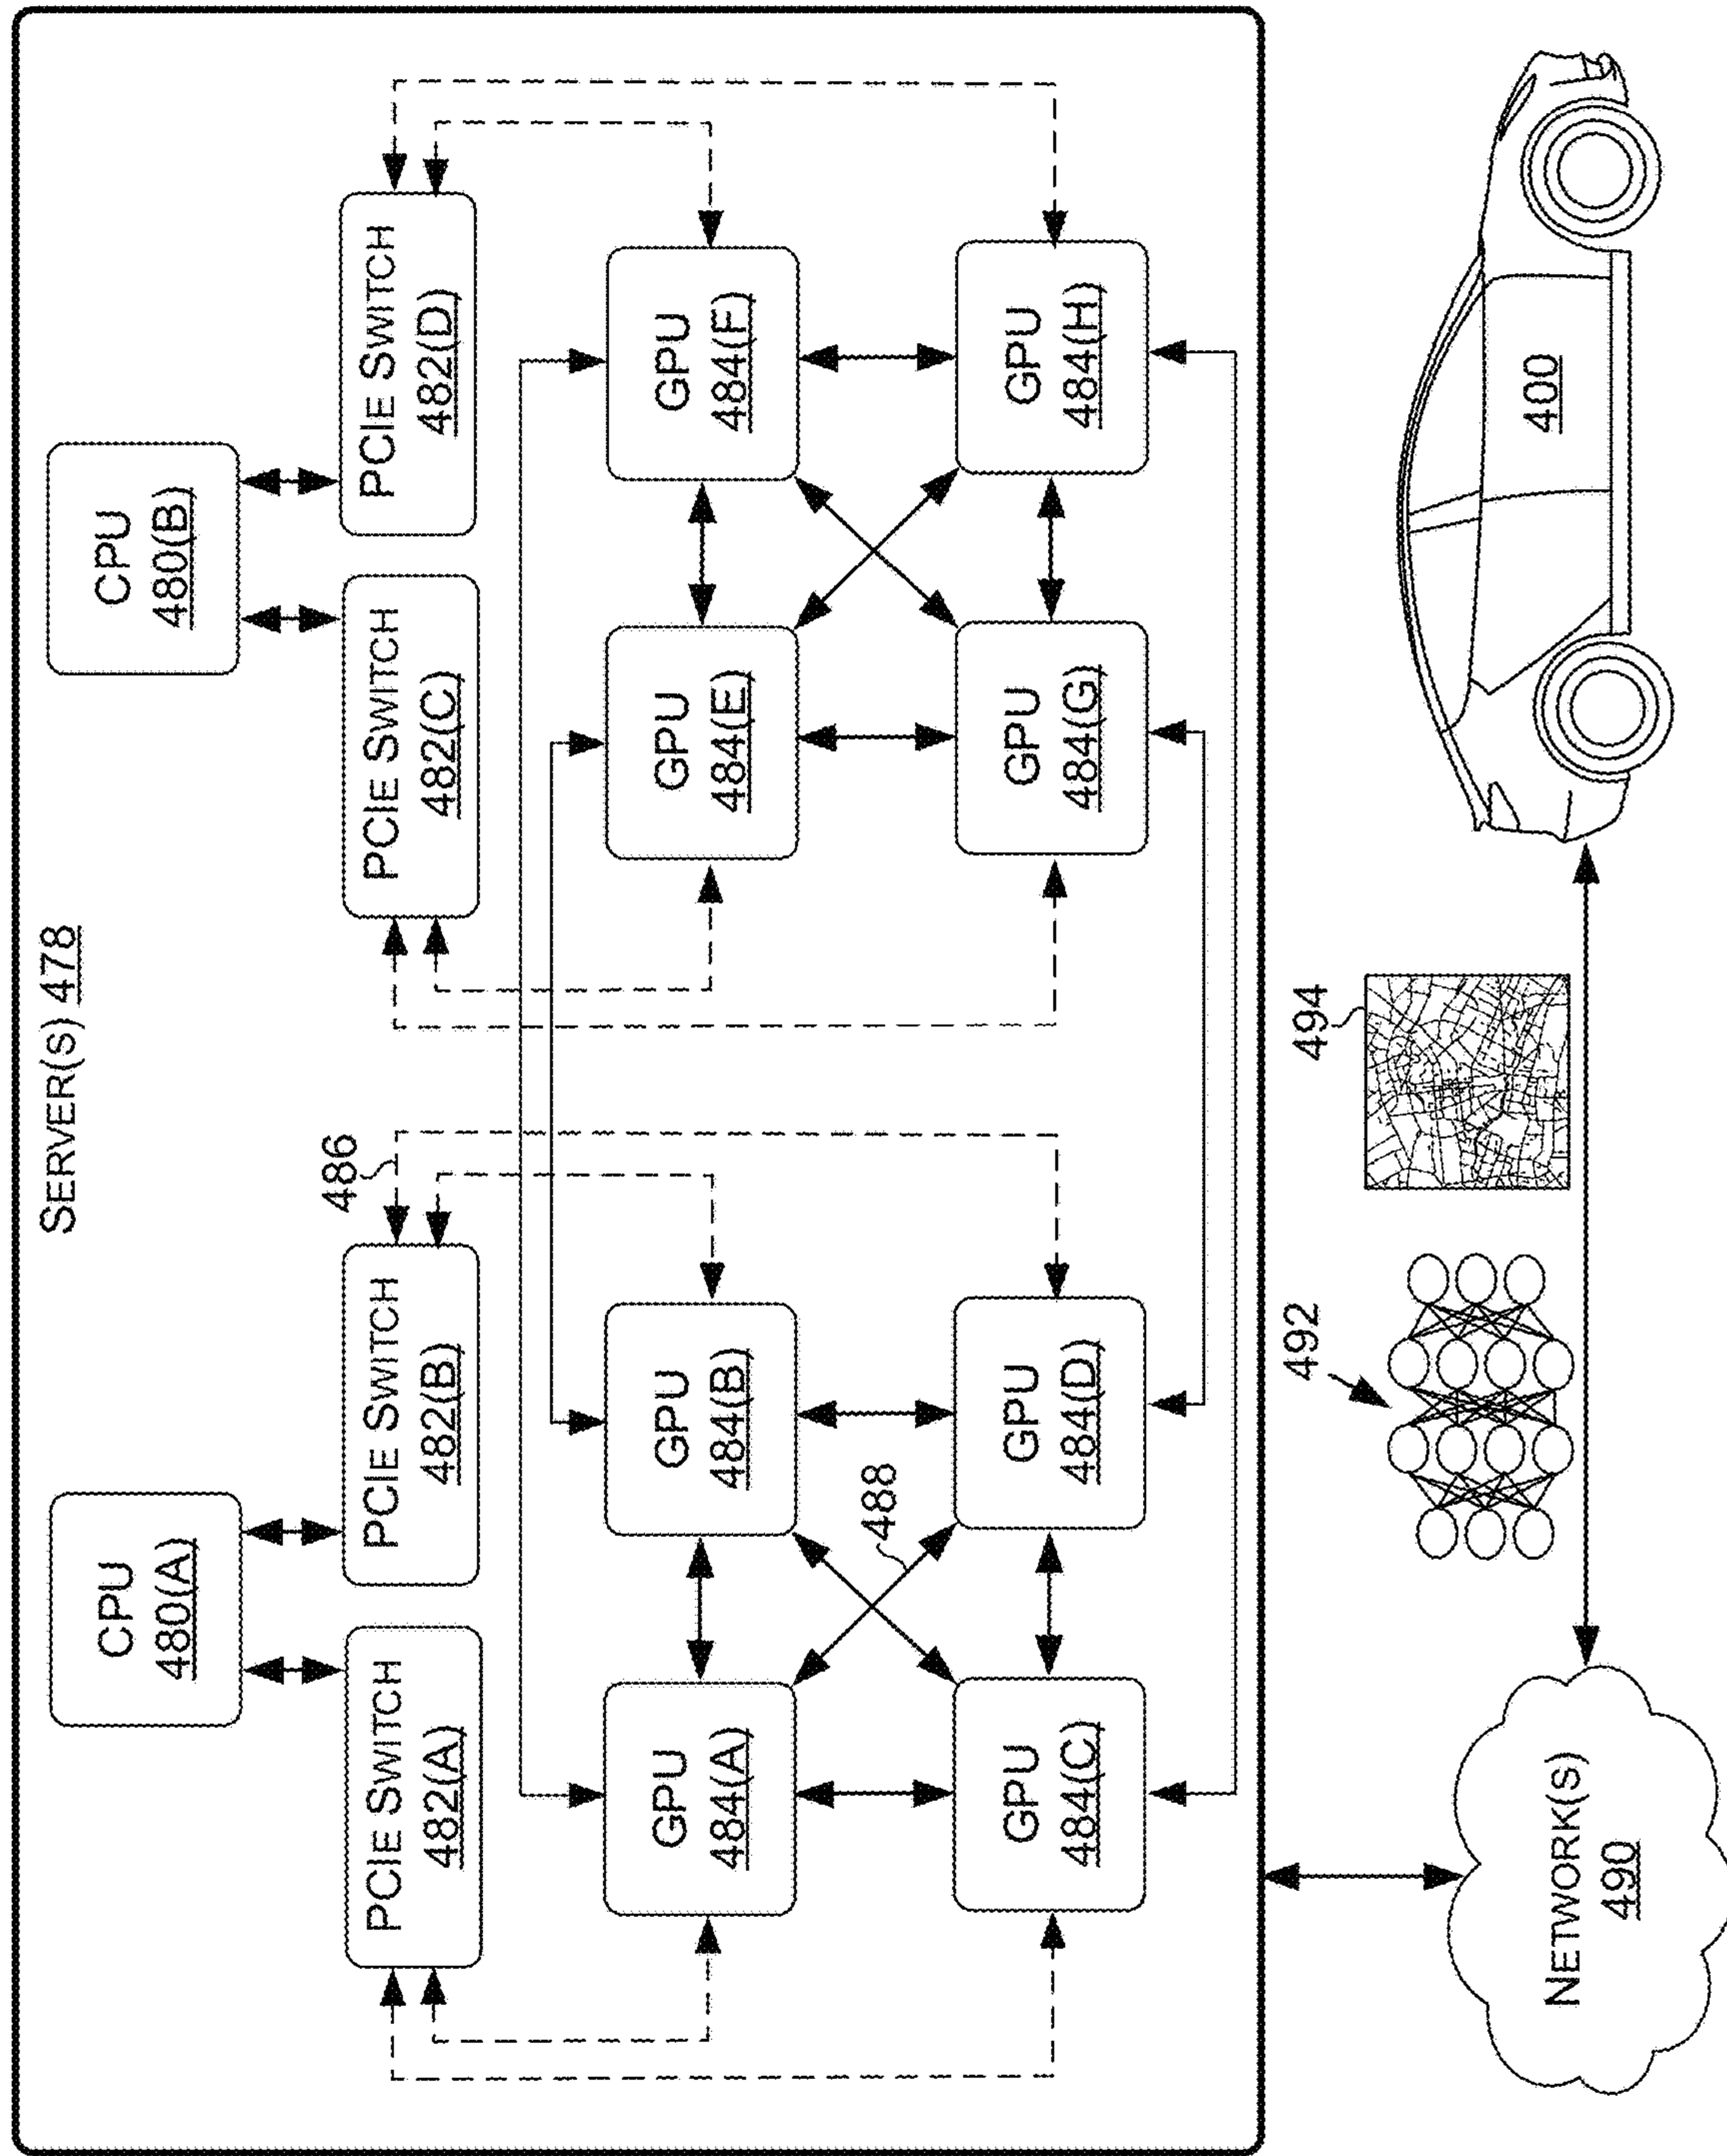 SERVER(S) 478
CPU
480(A)
CPU
480(B)
PCIE SWITCH
482(A)
PCIE SWITCH
482(B)
486
PCIE SWITCH
482(C)
PCIE SWITCH
482(D)
GPU
484(A)
GPU
484(B)
GPU
484(E)
GPU
484(F)
488
GPU
484(C)
GPU
484(D)
GPU
484(G)
GPU
484(H)
NETWORK(S)
490
492
494
400